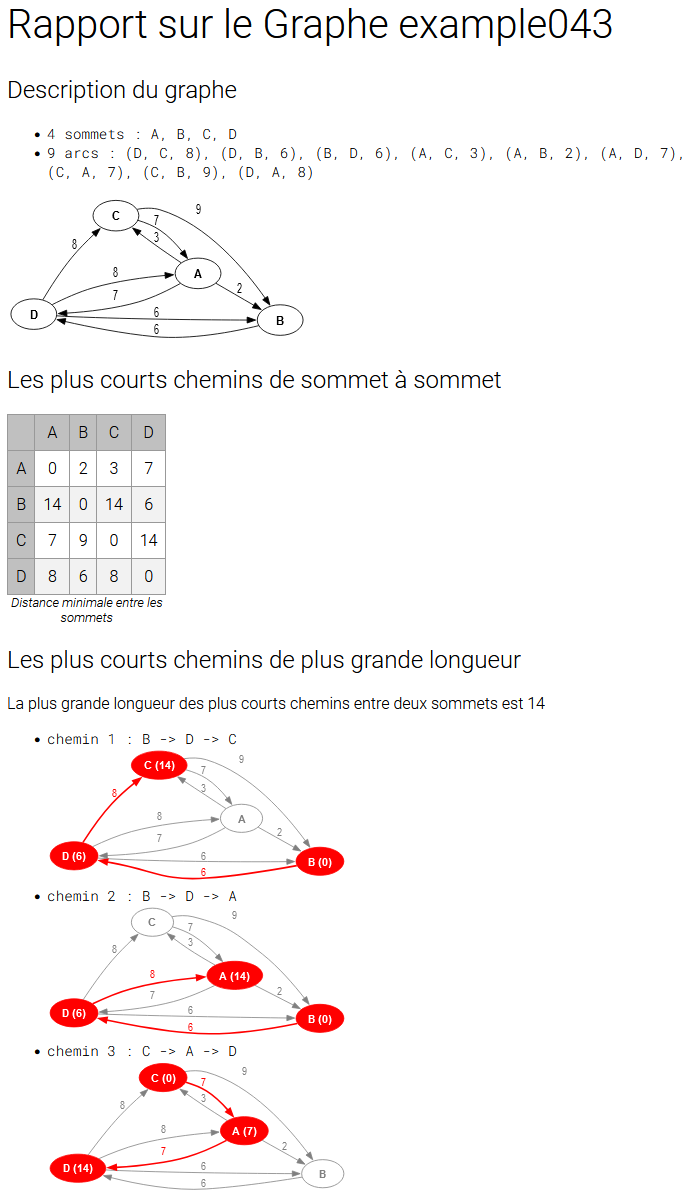 Rapport sur le Graphe example043
Description du graphe
• 4 sommets : A, B, C, D
• 9 arcs : (D, C, 8), (D, B, 6), (B, D, 6), (A, C, 3), (A, B, 2), (A, D, 7),
(C, A, 7), (C, B, 9), (D, A, 8)
9
C
7
3
8
8
A
7
2
D
6
B
6
Les plus courts chemins de sommet à sommet
A B C D
A 0 2 3 7
B 14 0 14 6
C 7 9 0 14
D 8 6 8 0
Distance minimale entre les
sommets
Les plus courts chemins de plus grande longueur
La plus grande longueur des plus courts chemins entre deux sommets est 14
• chemin 1 : B -> D -> C
9
C (14)
7
3
8
8
A
7
2
D (6)
6
B (0)
6
• chemin 2 : B -> D -> A
9
C
7
3
8
8
A (14)
7
2
D (6)
6
B (0)
6
• chemin 3 : C -> A -> D
9
C (0)
7
3
8
8
A (7)
7
2
D (14)
6
B
6